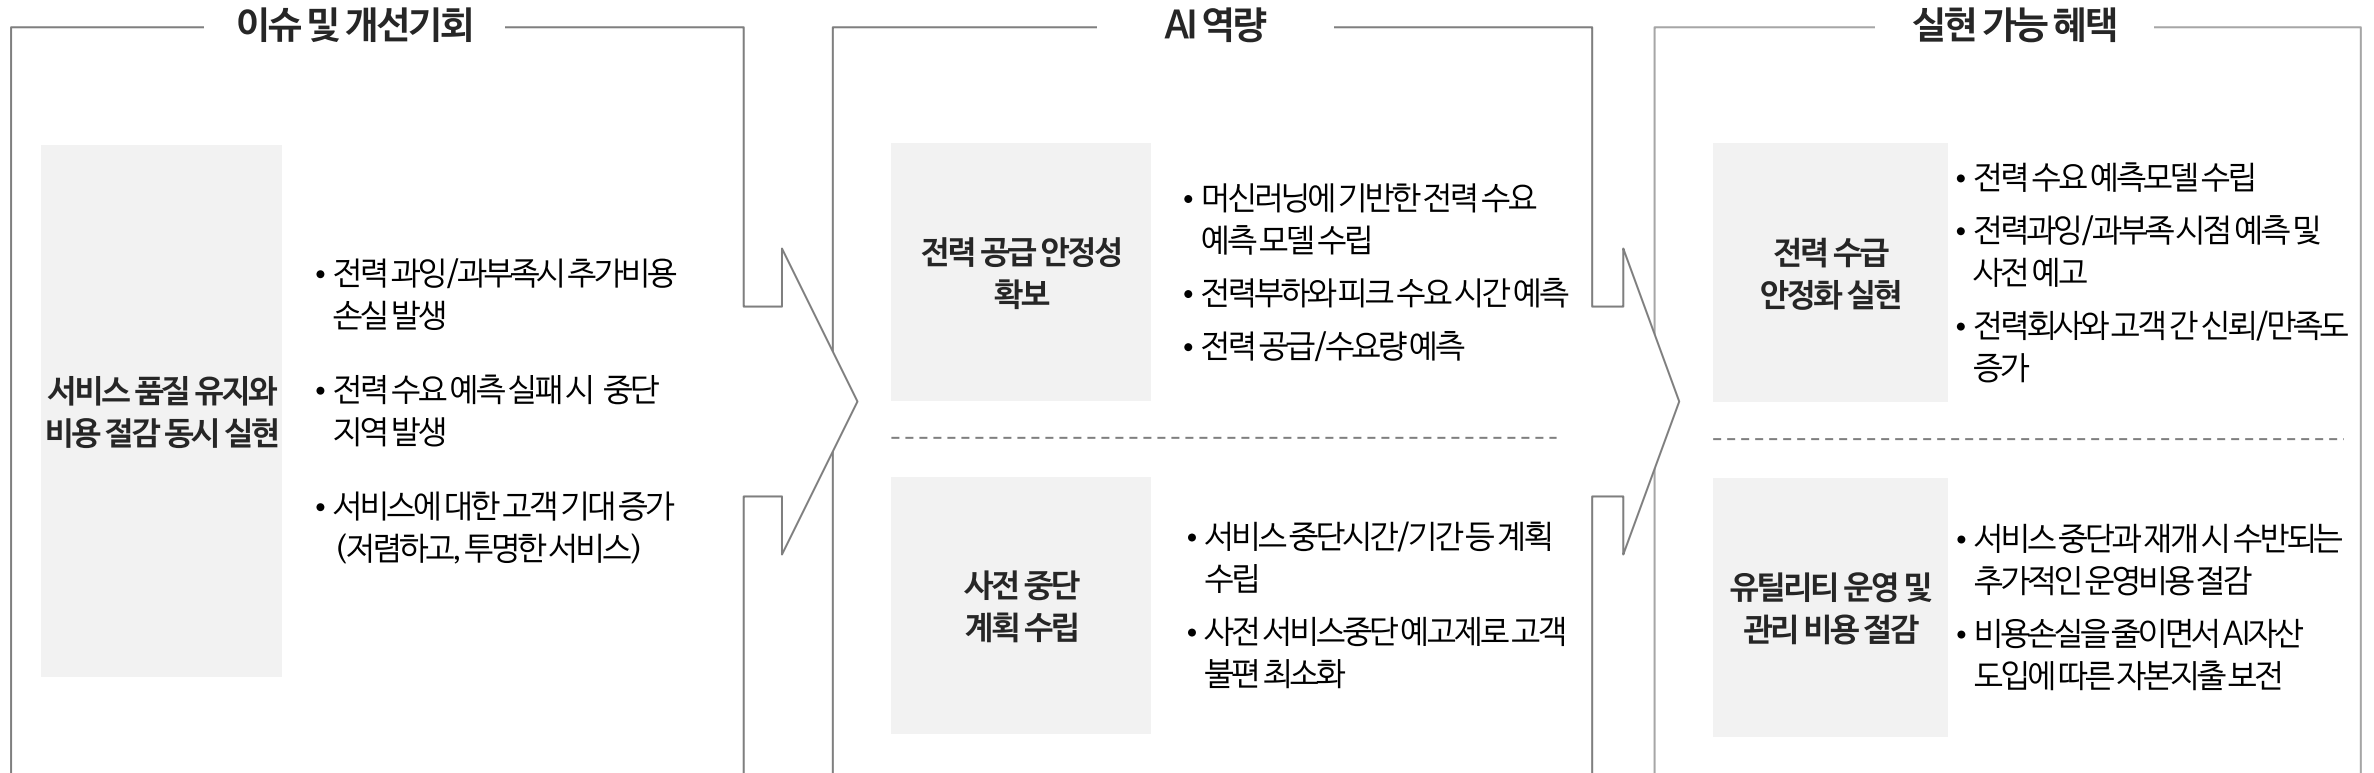 이슈 및 개선기회
서비스 품질 유지와
비용 절감 동시 실현
• 전력 과잉/과부족시 추가비용
손실 발생
• 전력 수요 예측 실패 시 중단
지역 발생
• 서비스에 대한 고객 기대 증가
(저렴하고, 투명한 서비스)
AI 역량
전력 공급 안정성
확보
• 머신러닝에 기반한 전력 수요
예측 모델 수립
• 전력부하와 피크 수요 시간 예측
• 전력 공급/수요량 예측
사전 중단
계획 수립
• 서비스 중단시간/기간 등 계획
수립
• 사전 서비스중단 예고제로 고객
불편 최소화
실현 가능 혜택
전력 수급
안정화 실현
• 전력 수요 예측모델 수립
• 전력과잉/과부족 시점 예측 및
사전 예고
• 전력회사와 고객 간 신뢰/만족도
증가
유틸리티 운영 및
관리 비용 절감
• 서비스 중단과 재개 시 수반되는
추가적인 운영비용 절감
• 비용손실을 줄이면서 AI자산
도입에 따른 자본지출 보전